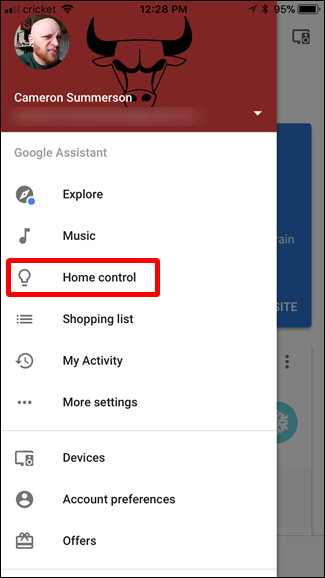 cricket 12:28 PM 95%
Cameron Summerson
Google Assistant
Explore
rain
Music
Home control
SITE
Shopping list
My Activity
More settings
Devices
Account preferences
Offers